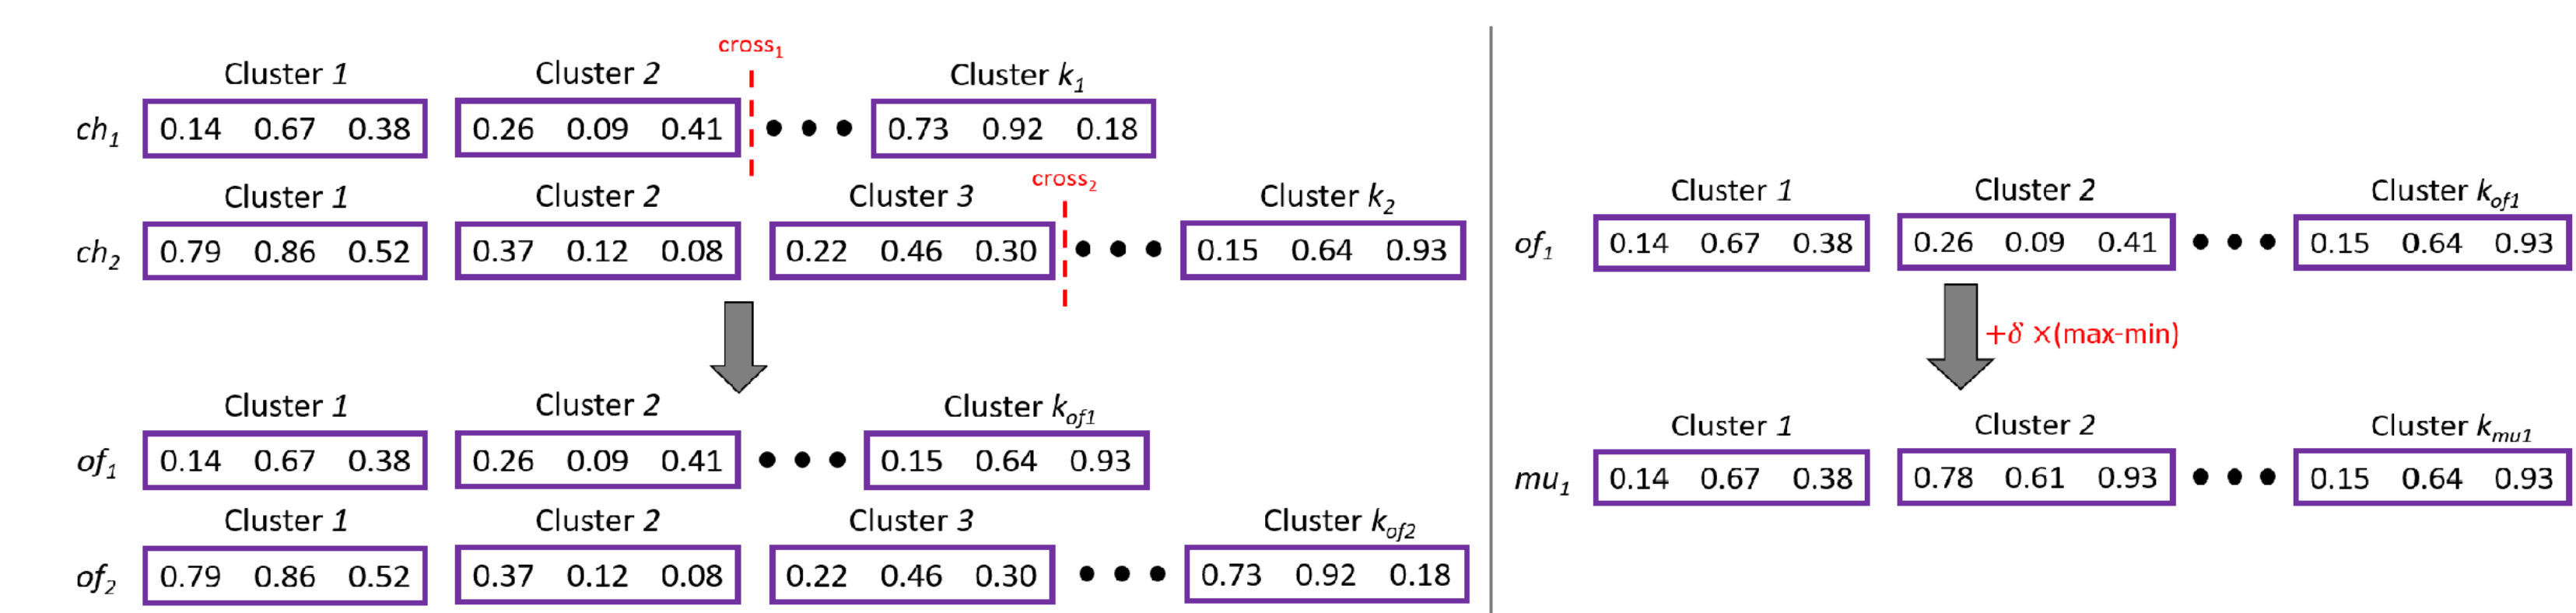 cross₁
Cluster 1 Cluster 2 Cluster k₁
ch₁ 0.14 0.67 0.38 0.26 0.09 0.41 • • • 0.73 0.92 0.18
cross₂
Cluster 1 Cluster 2 Cluster 3 Cluster k₂
ch₂ 0.79 0.86 0.52 0.37 0.12 0.08 0.22 0.46 0.30 • • • 0.15 0.64 0.93
Cluster 1 Cluster 2 Cluster kof1
of₁ 0.14 0.67 0.38 0.26 0.09 0.41 • • • 0.15 0.64 0.93
Cluster 1 Cluster 2 Cluster 3 Cluster kof2
of₂ 0.79 0.86 0.52 0.37 0.12 0.08 0.22 0.46 0.30 • • • 0.73 0.92 0.18
Cluster 1 Cluster 2 Cluster kof1
of₁ 0.14 0.67 0.38 0.26 0.09 0.41 • • • 0.15 0.64 0.93
+δ ×(max-min)
Cluster 1 Cluster 2 Cluster kmu1
mu₁ 0.14 0.67 0.38 0.78 0.61 0.93 • • • 0.15 0.64 0.93